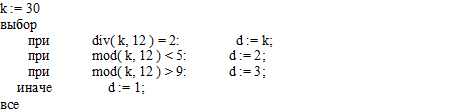 k := 30
выбор
при div( k, 12 ) = 2: d := k;
при mod( k, 12 ) < 5: d := 2;
при mod( k, 12 ) > 9: d := 3;
иначе d := 1;
все